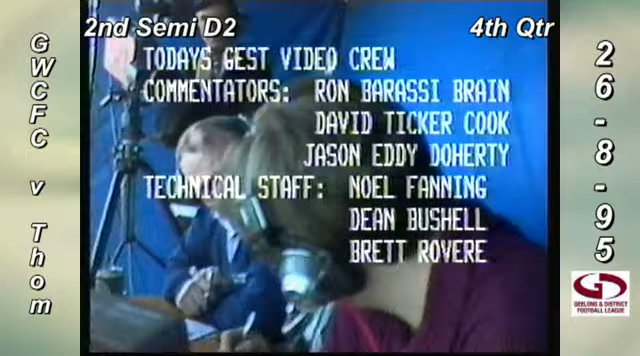 2nd Semi D2
4th Qtr
GWCFC v Thom
TODAYS GEST VIDEO CREW
COMMENTATORS: RON BARASSI BRAIN
DAVID TICKER COOK
JASON EDDY DOHERTY
TECHNICAL STAFF: NOEL FANNING
DEAN BUSHELL
BRETT ROVERE
26-8-95
GEELONG & DISTRICT
FOOTBALL LEAGUE